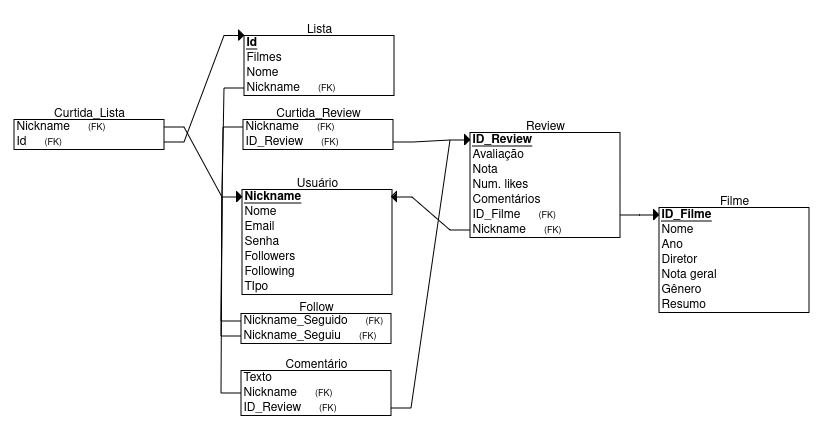 Lista
Id
Filmes
Nome
Nickname (FK)
Curtida_Lista
Nickname (FK)
Id (FK)
Curtida_Review
Nickname (FK)
ID_Review (FK)
Usuário
Nickname
Nome
Email
Senha
Followers
Following
TIpo
Follow
Nickname_Seguido (FK)
Nickname_Seguiu (FK)
Comentário
Texto
Nickname (FK)
ID_Review (FK)
Review
ID_Review
Avaliação
Nota
Num. likes
Comentários
ID_Filme (FK)
Nickname (FK)
Filme
ID_Filme
Nome
Ano
Diretor
Nota geral
Gênero
Resumo